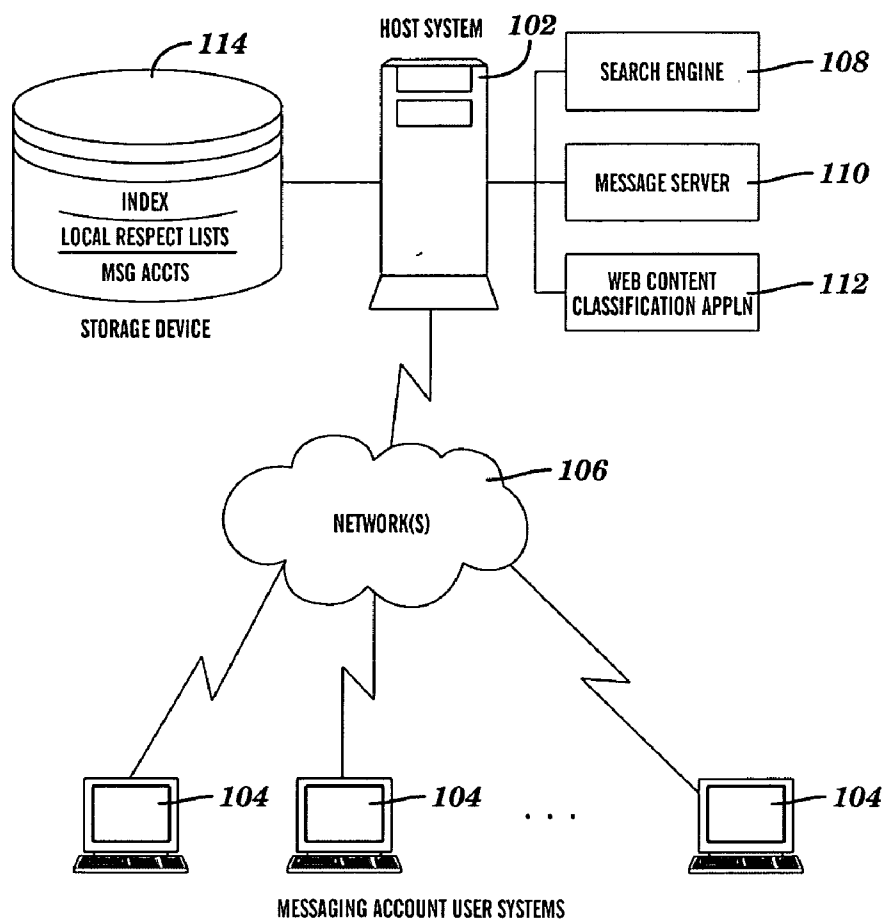 114
HOST SYSTEM
102
SEARCH ENGINE
108
INDEX
LOCAL RESPECT LISTS
MSG ACCTS
STORAGE DEVICE
MESSAGE SERVER
110
WEB CONTENT
CLASSIFICATION APPLN
112
106
NETWORK(S)
104
104
. . .
104
MESSAGING ACCOUNT USER SYSTEMS